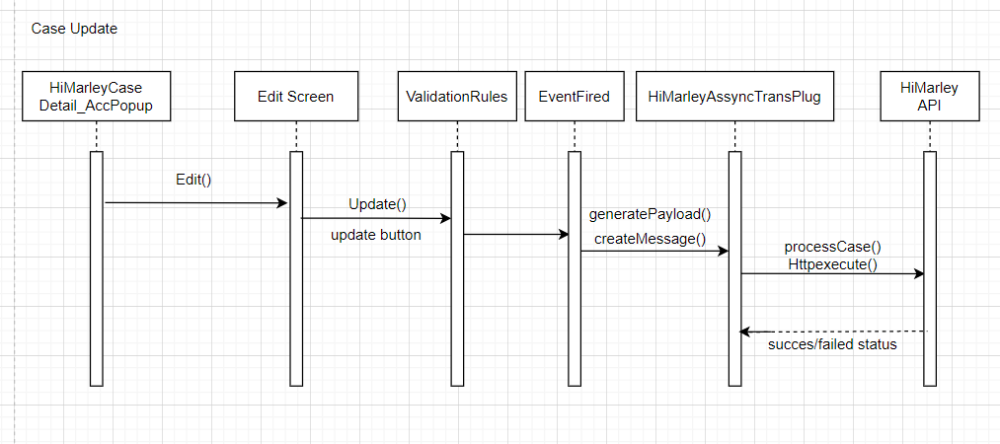 Case Update
HiMarleyCase
Detail_AccPopup
Edit Screen
ValidationRules
EventFired
HiMarleyAssyncTransPlug
HiMarley
API
Edit()
Update()
update button
generatePayload()
createMessage()
processCase()
Httpexecute()
succes/failed status